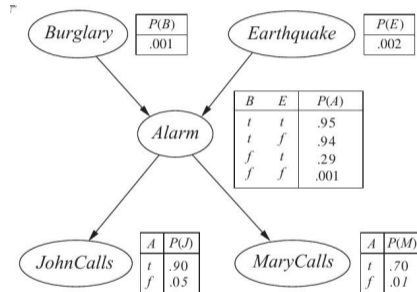 Burglary
P(B)
.001
Earthquake
P(E)
.002
Alarm
B E P(A)
t t .95
t f .94
f t .29
f f .001
JohnCalls
A P(J)
t .90
f .05
MaryCalls
A P(M)
t .70
f .01